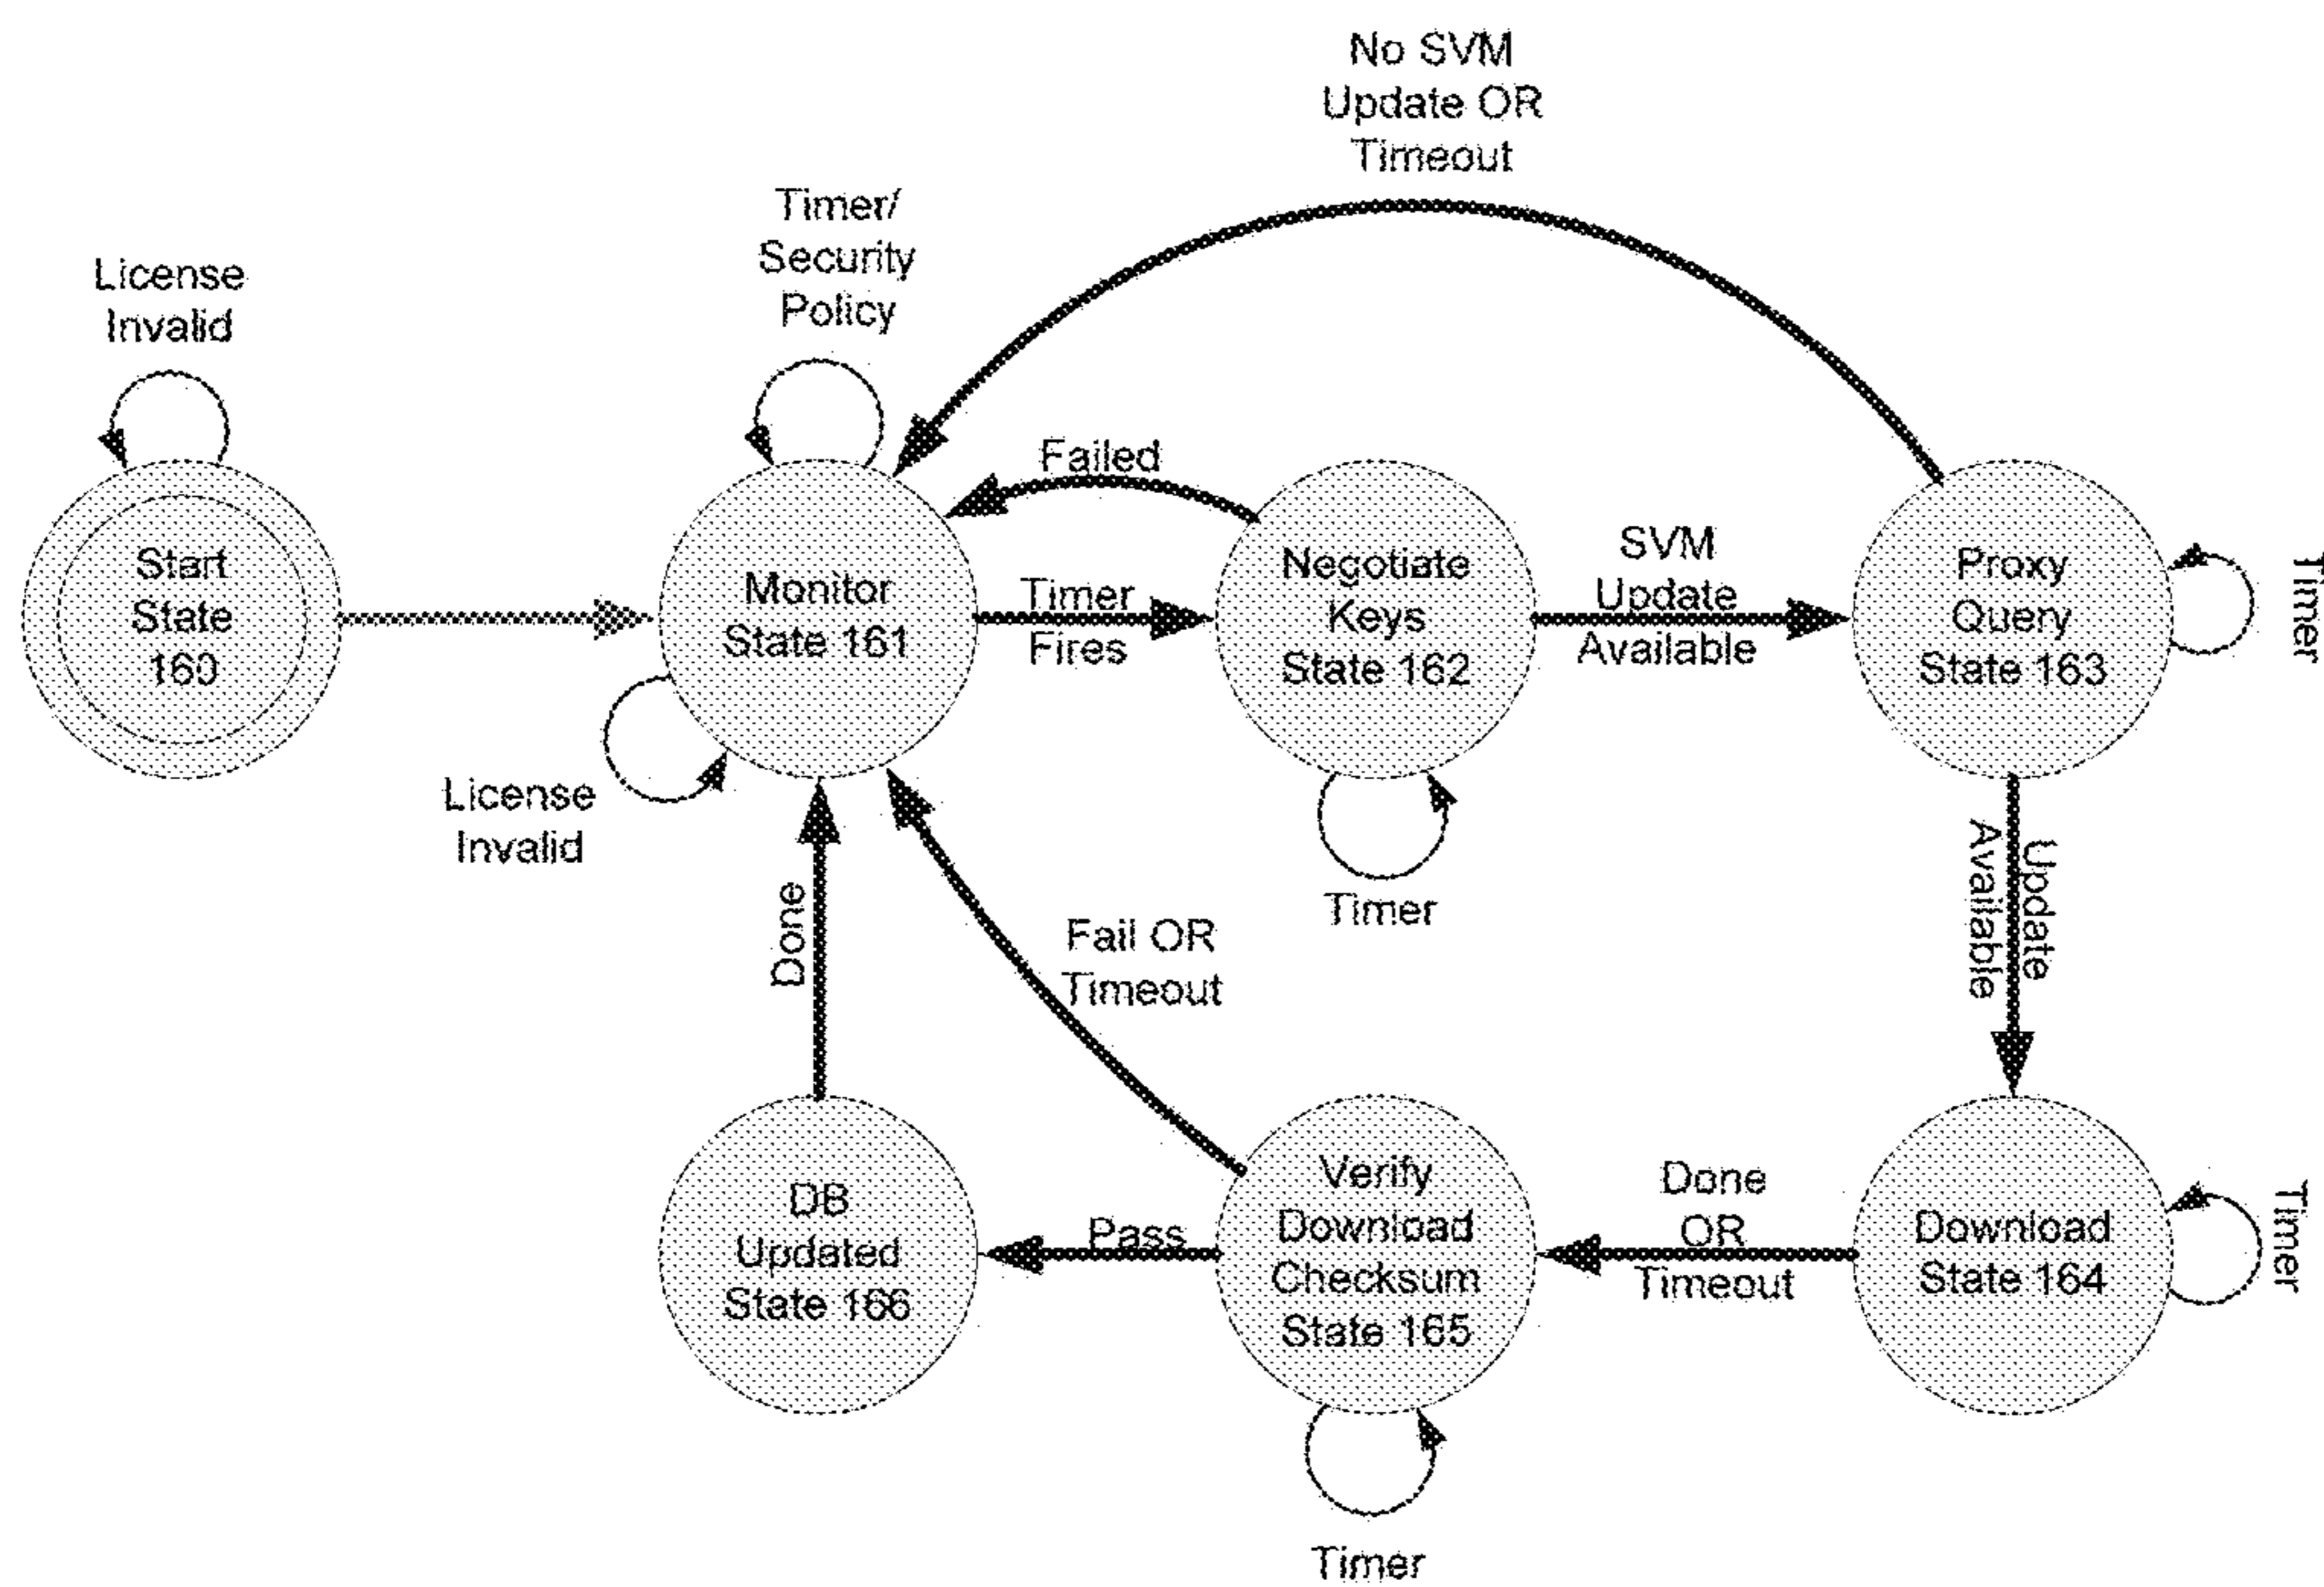 No SVM
Update OR
Timeout
Timer/
Security
Policy
License
Invalid
Failed
Start
State
160
Monitor
State 161
Timer
Fires
Negotiate
Keys
State 162
SVM
Update
Available
Proxy
Query
State 163
Timer
License
Invalid
Timer
Update
Available
Done
Fail OR
Timeout
DB
Updated
State 166
Pass
Verify
Download
Checksum
State 165
Done
OR
Timeout
Download
State 164
Timer
Timer